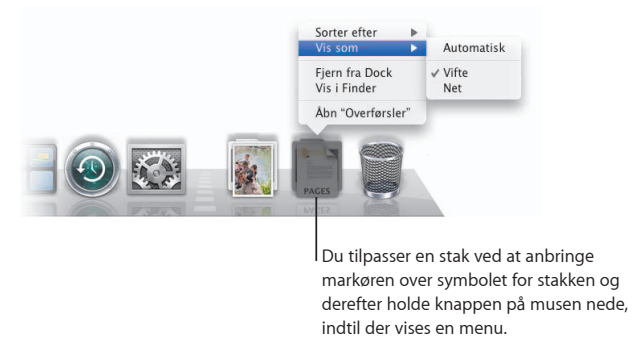 Sorter efter
Vis som
Automatisk
Fjern fra Dock
Vifte
Vis i Finder
Net
Åbn “Overførsler”
PAGES
Du tilpasser en stak ved at anbringe
markøren over symbolet for stakken og
derefter holde knappen på musen nede,
indtil der vises en menu.